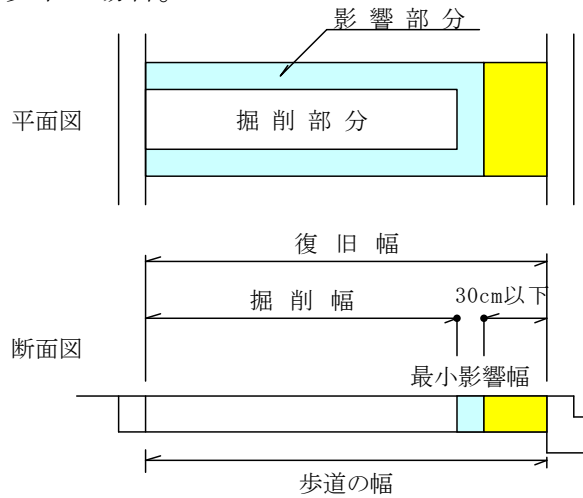 影響部分
平面図
掘削部分
復旧幅
掘削幅
30cm以下
断面図
最小影響幅
歩道の幅